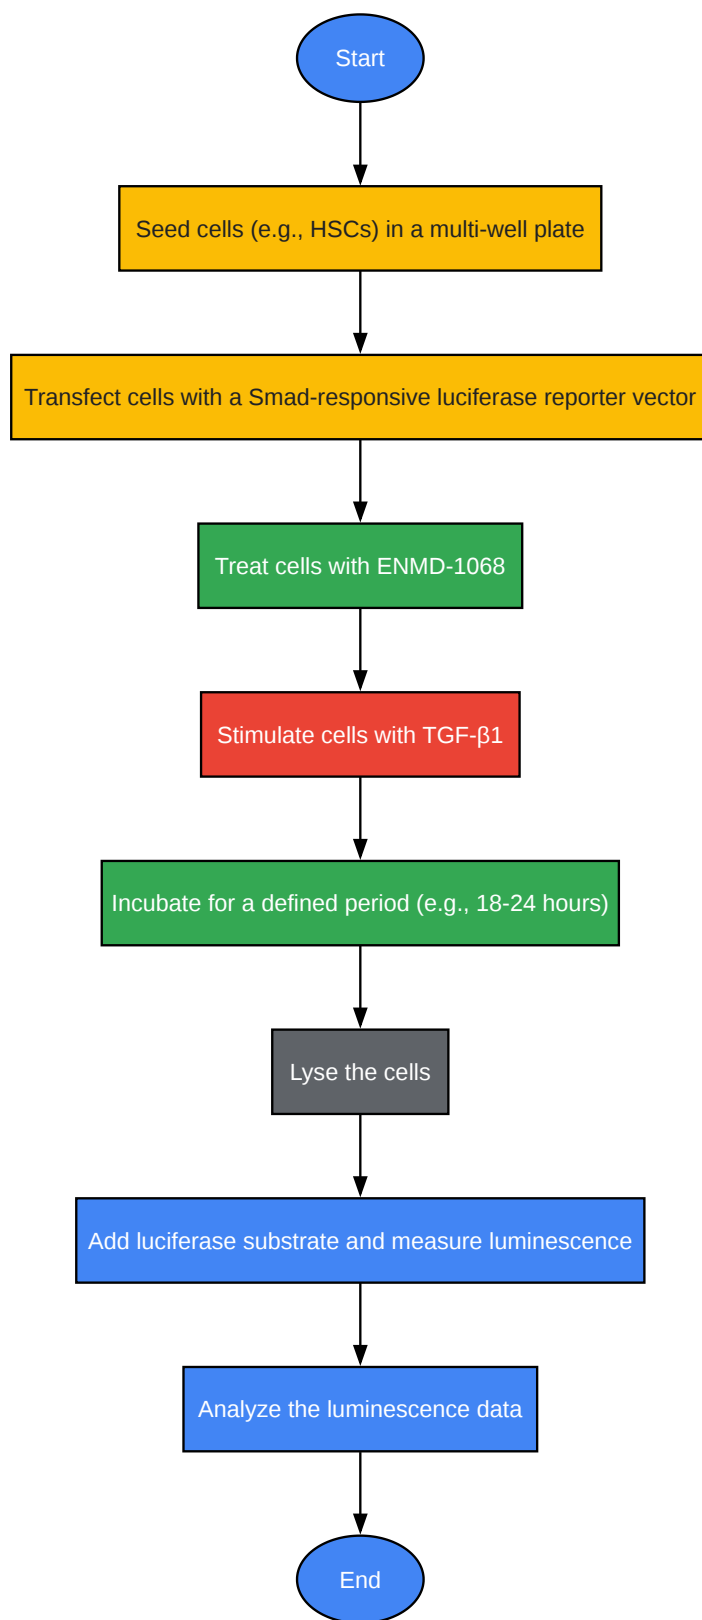 Start
Seed cells (e.g., HSCs) in a multi-well plate
Transfect cells with a Smad-responsive luciferase reporter vector
Treat cells with ENMD-1068
Stimulate cells with TGF-β1
Incubate for a defined period (e.g., 18-24 hours)
Lyse the cells
Add luciferase substrate and measure luminescence
Analyze the luminescence data
End